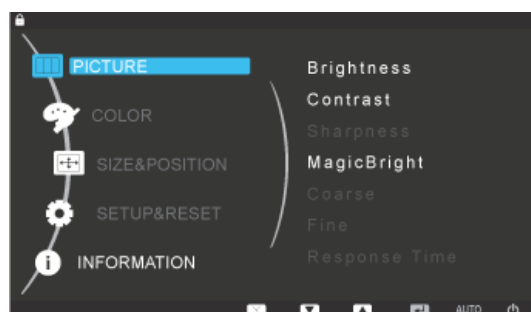 PICTURE
COLOR
SIZE&POSITION
SETUP&RESET
INFORMATION
Brightness
Contrast
Sharpness
MagicBright
Coarse
Fine
Response Time
AUTO